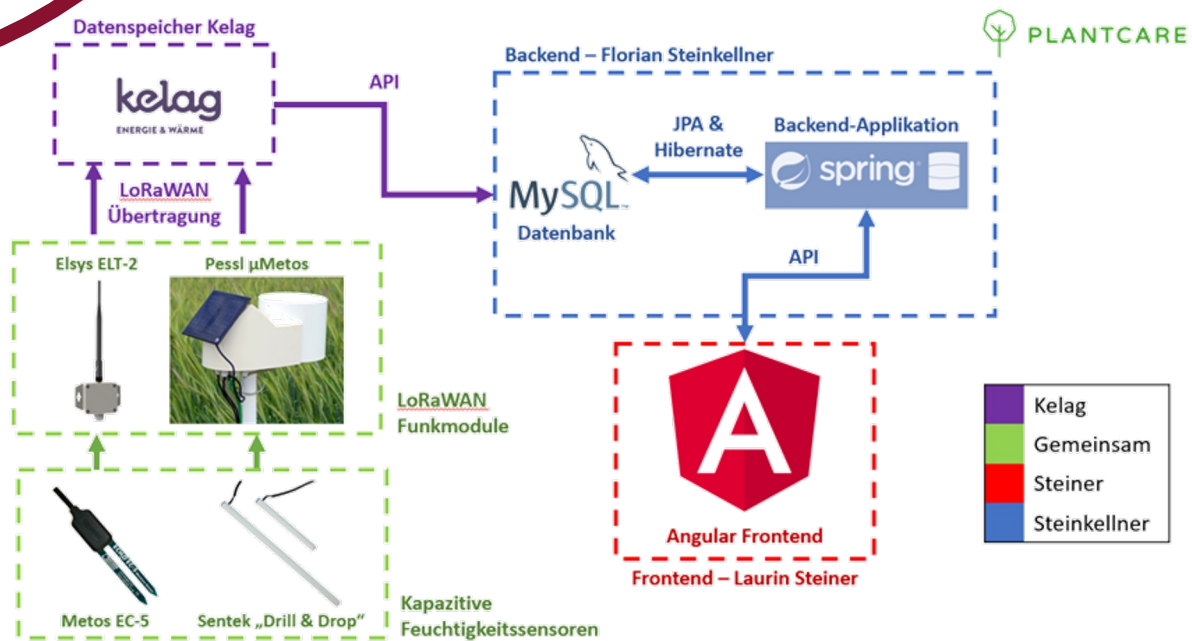 Datenspeicher Kelag
kelag
ENERGIE & WÄRME
API
LoRaWAN
Übertragung
PLANTCARE
Backend – Florian Steinkellner
JPA &
Hibernate
Backend-Applikation
MySQL
Datenbank
spring
API
Elsys ELT-2
Pessl µMetos
LoRaWAN
Funkmodule
Metos EC-5
Sentek „Drill & Drop“
Kapazitive
Feuchtigkeitssensoren
Angular Frontend
Frontend – Laurin Steiner
Kelag
Gemeinsam
Steiner
Steinkellner